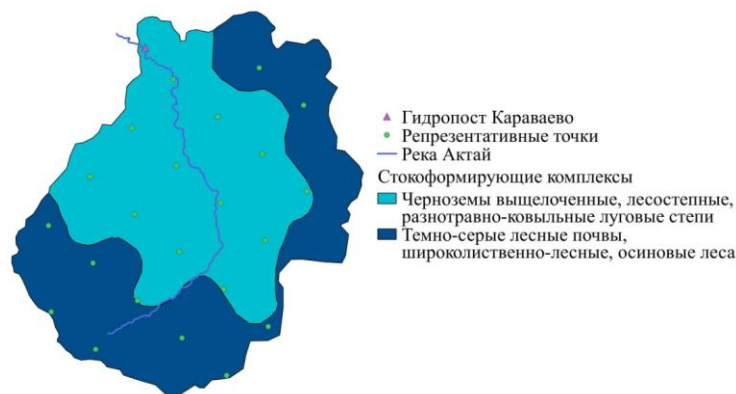 Гидропост Караваево
Репрезентативные точки
Река Актай
Стокоформирующие комплексы
Черноземы выщелоченные, лесостепные,
разнотравно-ковыльные луговые степи
Темно-серые лесные почвы,
широколиственно-лесные, осиновые леса